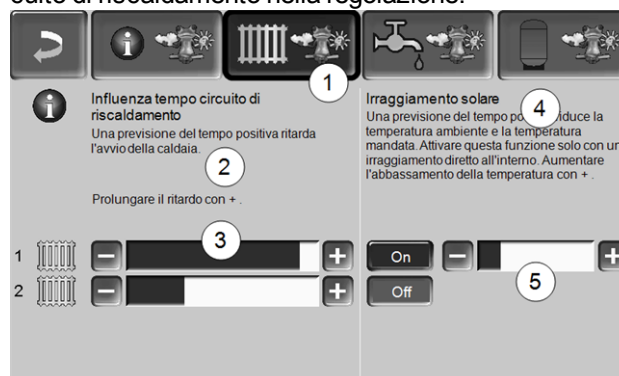 cuito di riscaldamento nella regolazione.
1
Influenza tempo circuito di
riscaldamento
Una previsione del tempo positiva ritarda
l'avvio della caldaia.
2
Prolungare il ritardo con + .
3
1
2
Irraggiamento solare
4
Una previsione del tempo riduce la
temperatura ambiente e la temperatura
mandata. Attivare questa funzione solo con un
irraggiamento diretto all'interno. Aumentare
l'abbassamento della temperatura con + .
On
Off
5